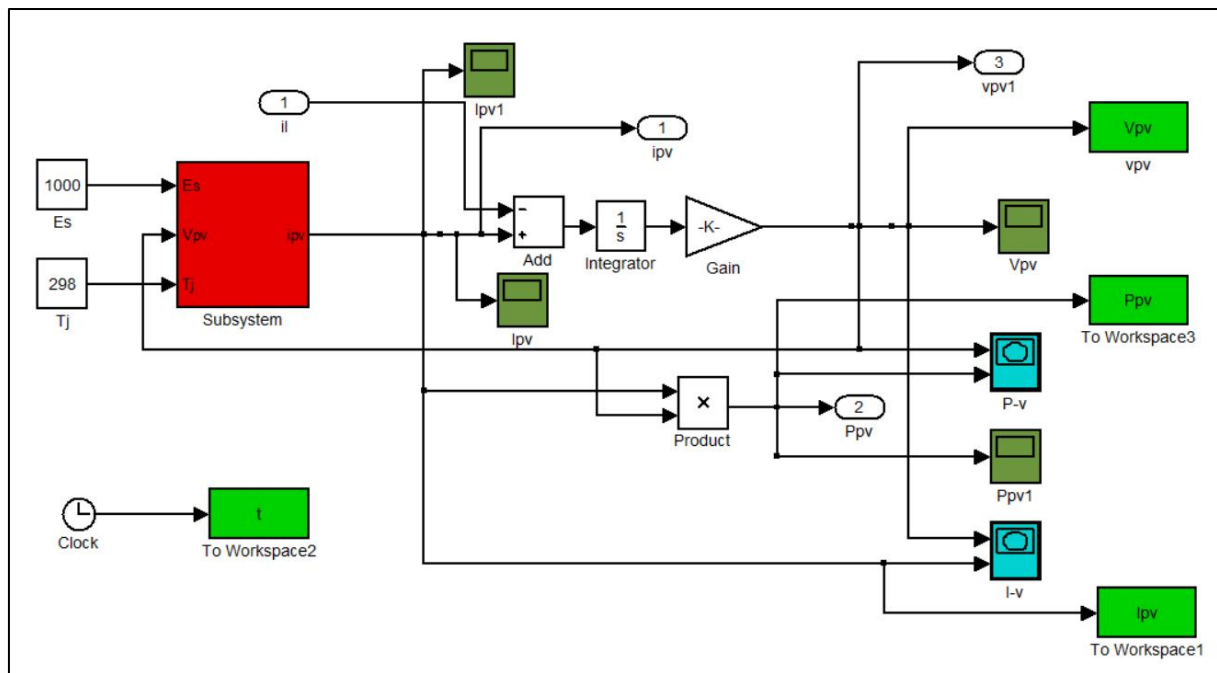 3
vpv1
Ipv1
1
il
Vpv
vpv
1
ipv
1000
Es
Es
Vpv
ipv
Tj
Subsystem
298
Tj
−
+
Add
1
s
Integrator
-K-
Gain
Vpv
Ipv
Ppv
To Workspace3
P-v
×
Product
2
Ppv
Ppv1
Clock
t
To Workspace2
I-v
Ipv
To Workspace1